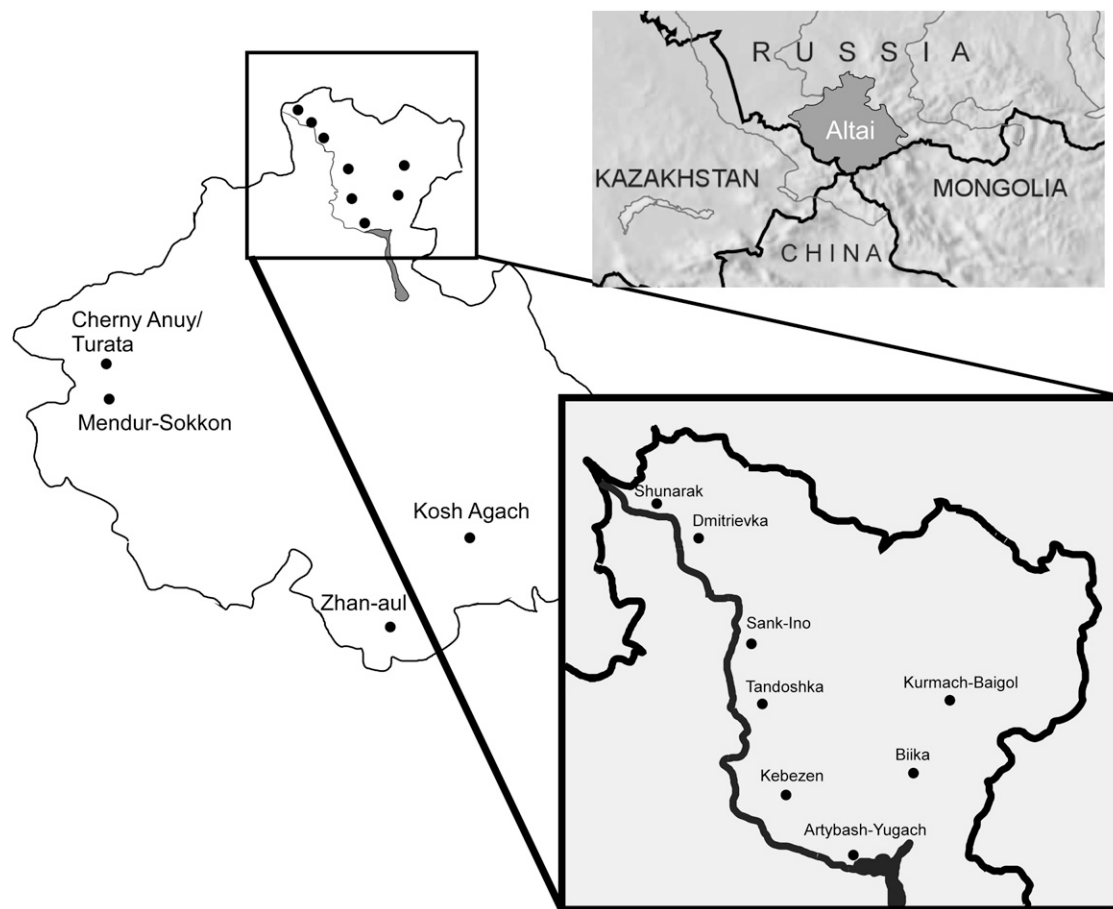 RUSSIA
Altai
KAZAKHSTAN
MONGOLIA
CHINA
Cherny Anuy/
Turata
Mendur-Sokkon
Kosh Agach
Zhan-aul
Shunarak
Dmitrievka
Sank-Ino
Tandoshka
Kurmach-Baigol
Biika
Kebezen
Artybash-Yugach